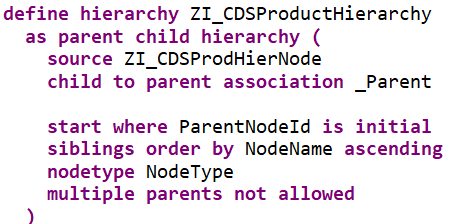 define hierarchy ZI_CDSProductHierarchy
as parent child hierarchy (
source ZI_CDSProdHierNode
child to parent association _Parent
start where ParentNodeId is initial
siblings order by NodeName ascending
nodetype NodeType
multiple parents not allowed
)